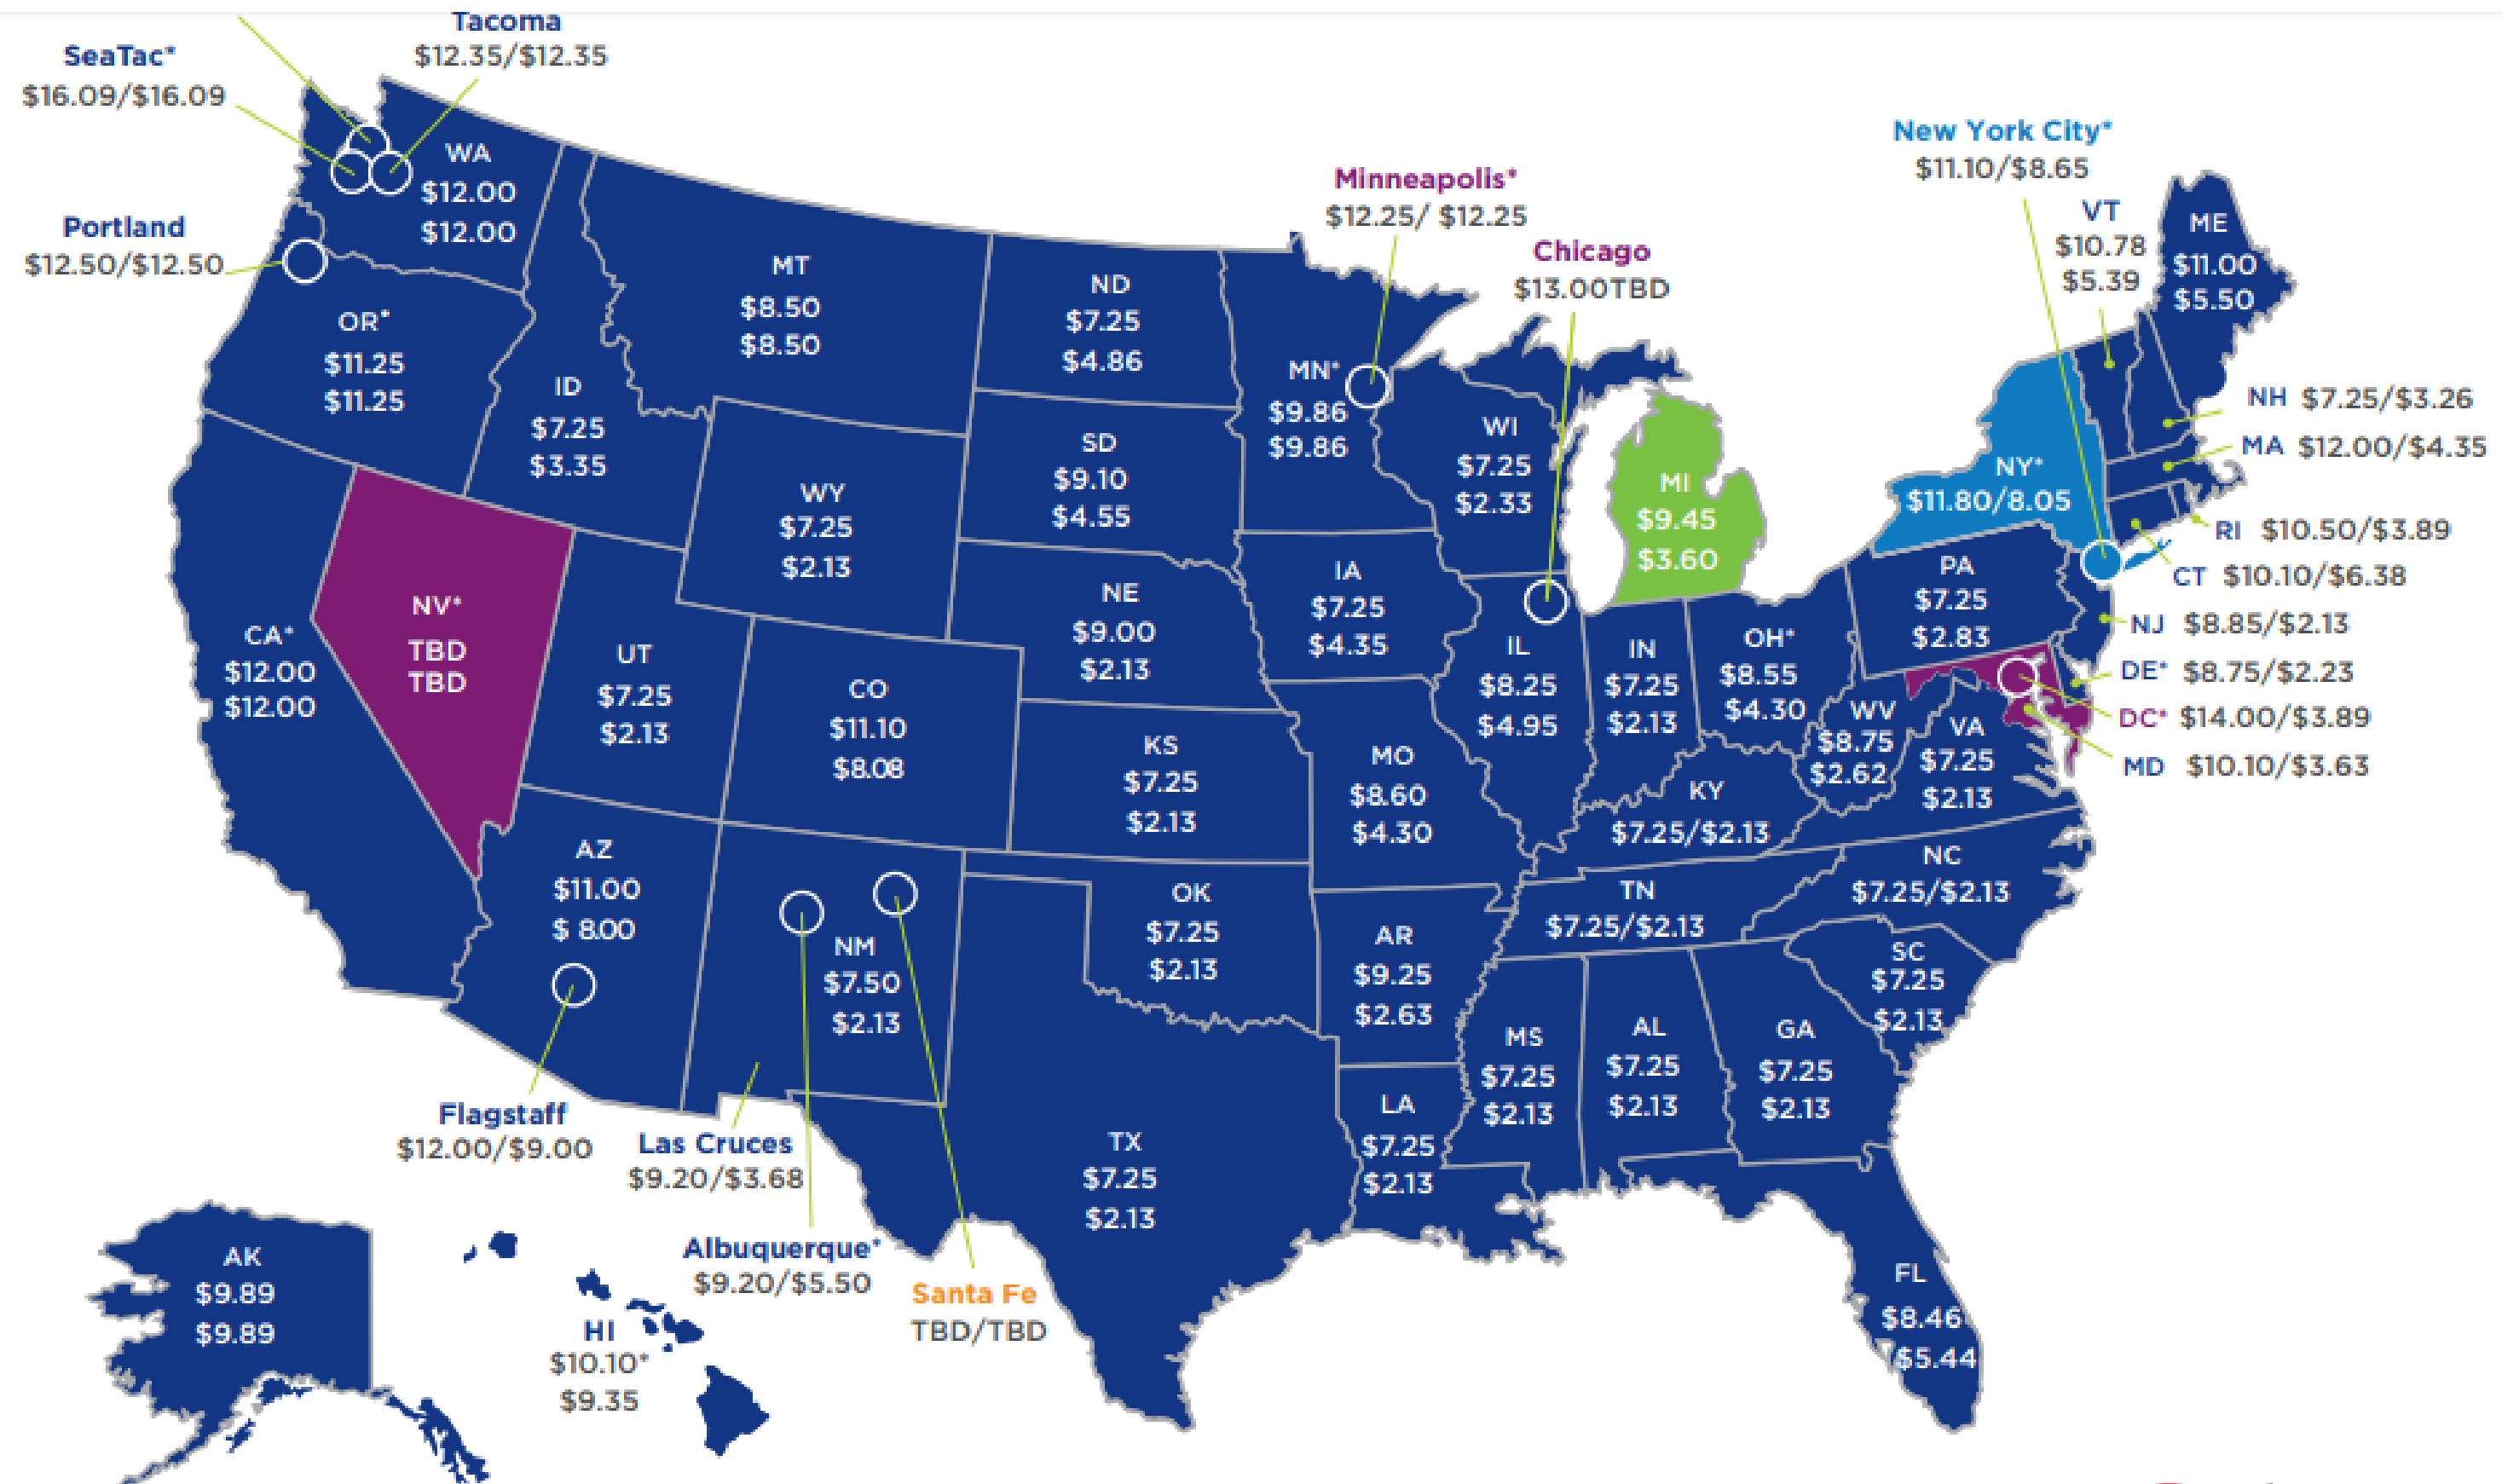 Tacoma
$12.35/$12.35
SeaTac*
$16.09/$16.09
Portland
$12.50/$12.50
WA
$12.00
$12.00
OR*
$11.25
$11.25
ID
$7.25
$3.35
MT
$8.50
$8.50
ND
$7.25
$4.86
SD
$9.10
$4.55
WY
$7.25
$2.13
NE
$9.00
$2.13
Minneapolis*
$12.25/ $12.25
MN*
$9.86
$9.86
Chicago
$13.00TBD
WI
$7.25
$2.33
MI
$9.45
$3.60
New York City*
$11.10/$8.65
VT
$10.78
$5.39
ME
$11.00
$5.50
NH $7.25/$3.26
MA $12.00/$4.35
NY*
$11.80/8.05
RI $10.50/$3.89
CT $10.10/$6.38
NJ $8.85/$2.13
DE* $8.75/$2.23
DC* $14.00/$3.89
MD $10.10/$3.63
PA
$7.25
$2.83
CA*
$12.00
$12.00
NV*
TBD
TBD
UT
$7.25
$2.13
CO
$11.10
$8.08
KS
$7.25
$2.13
IA
$7.25
$4.35
MO
$8.60
$4.30
IL
$8.25
$4.95
IN
$7.25
$2.13
OH*
$8.55
$4.30
WV
$8.75
$2.62
VA
$7.25
$2.13
KY
$7.25/$2.13
NC
$7.25/$2.13
TN
$7.25/$2.13
SC
$7.25
$2.13
AZ
$11.00
$ 8.00
NM
$7.50
$2.13
OK
$7.25
$2.13
AR
$9.25
$2.63
MS
$7.25
$2.13
AL
$7.25
$2.13
GA
$7.25
$2.13
LA
$7.25
$2.13
TX
$7.25
$2.13
Flagstaff
$12.00/$9.00
Las Cruces
$9.20/$3.68
Albuquerque*
$9.20/$5.50
Santa Fe
TBD/TBD
FL
$8.46
$5.44
AK
$9.89
$9.89
HI
$10.10*
$9.35